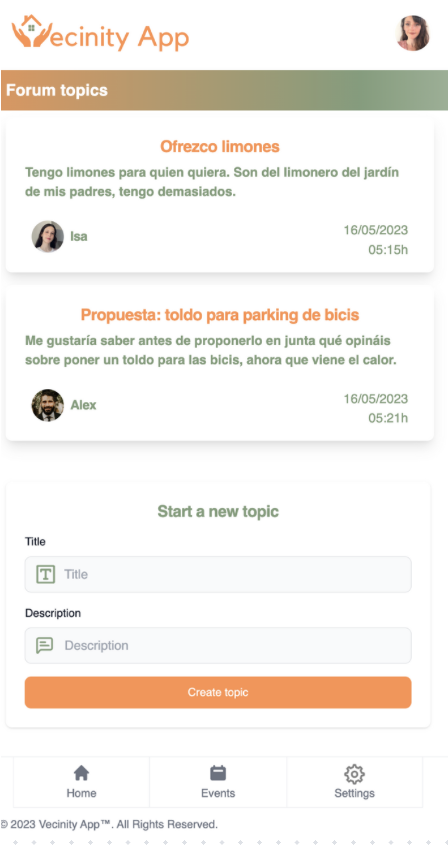 Vecinity App
Forum topics
Ofrezco limones
Tengo limones para quien quiera. Son del limonero del jardín
de mis padres, tengo demasiados.
Isa
16/05/2023
05:15h
Propuesta: toldo para parking de bicis
Me gustaría saber antes de proponerlo en junta qué opináis
sobre poner un toldo para las bicis, ahora que viene el calor.
Alex
16/05/2023
05:21h
Start a new topic
Title
T Title
Description
Description
Create topic
Home
Events
Settings
© 2023 Vecinity App™. All Rights Reserved.